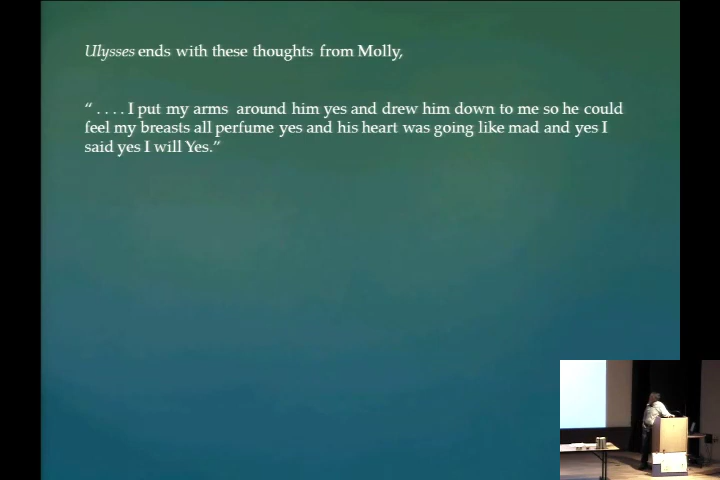 Ulysses ends with these thoughts from Molly,
“ . . . . I put my arms around him yes and drew him down to me so he could
feel my breasts all perfume yes and his heart was going like mad and yes I
said yes I will Yes.”